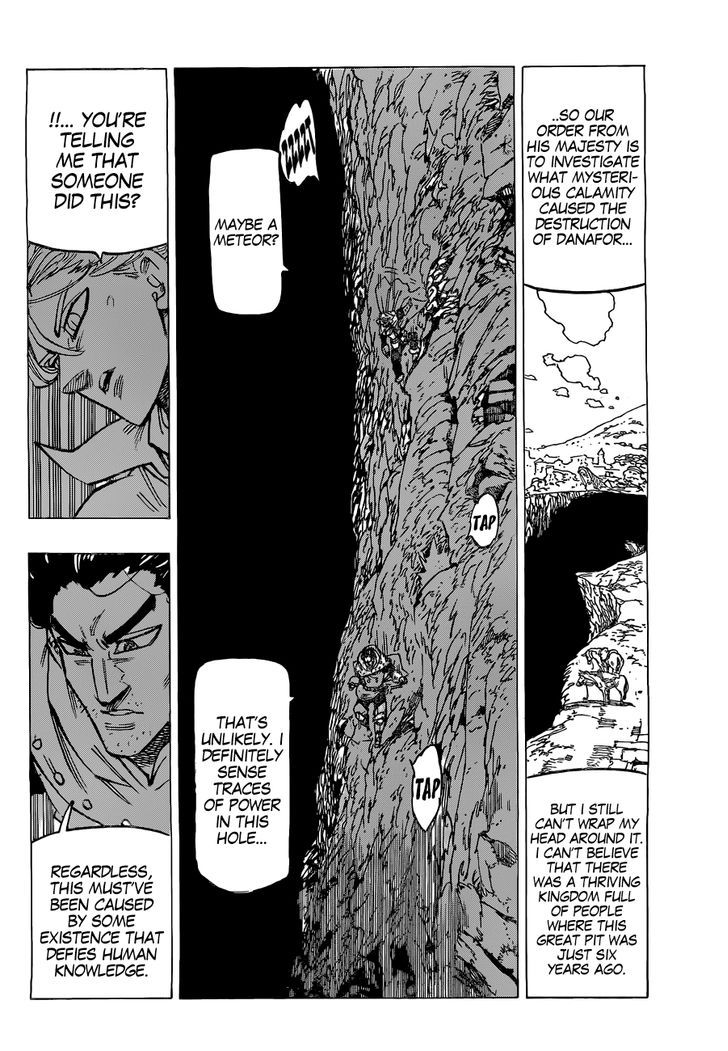 ..SO OUR
ORDER FROM
HIS MAJESTY IS
TO INVESTIGATE
WHAT MYSTERI-
OUS CALAMITY
CAUSED THE
DESTRUCTION
OF DANAFOR...
BUT I STILL
CAN'T WRAP MY
HEAD AROUND IT.
I CAN'T BELIEVE
THAT THERE
WAS A THRIVING
KINGDOM FULL
OF PEOPLE
WHERE THIS
GREAT PIT WAS
JUST SIX
YEARS AGO.
MAYBE A
METEOR?
TAP
TAP
THAT'S
UNLIKELY. I
DEFINITELY
SENSE
TRACES
OF POWER
IN THIS
HOLE...
!!... YOU'RE
TELLING
ME THAT
SOMEONE
DID THIS?
REGARDLESS,
THIS MUST'VE
BEEN CAUSED
BY SOME
EXISTENCE THAT
DEFIES HUMAN
KNOWLEDGE.